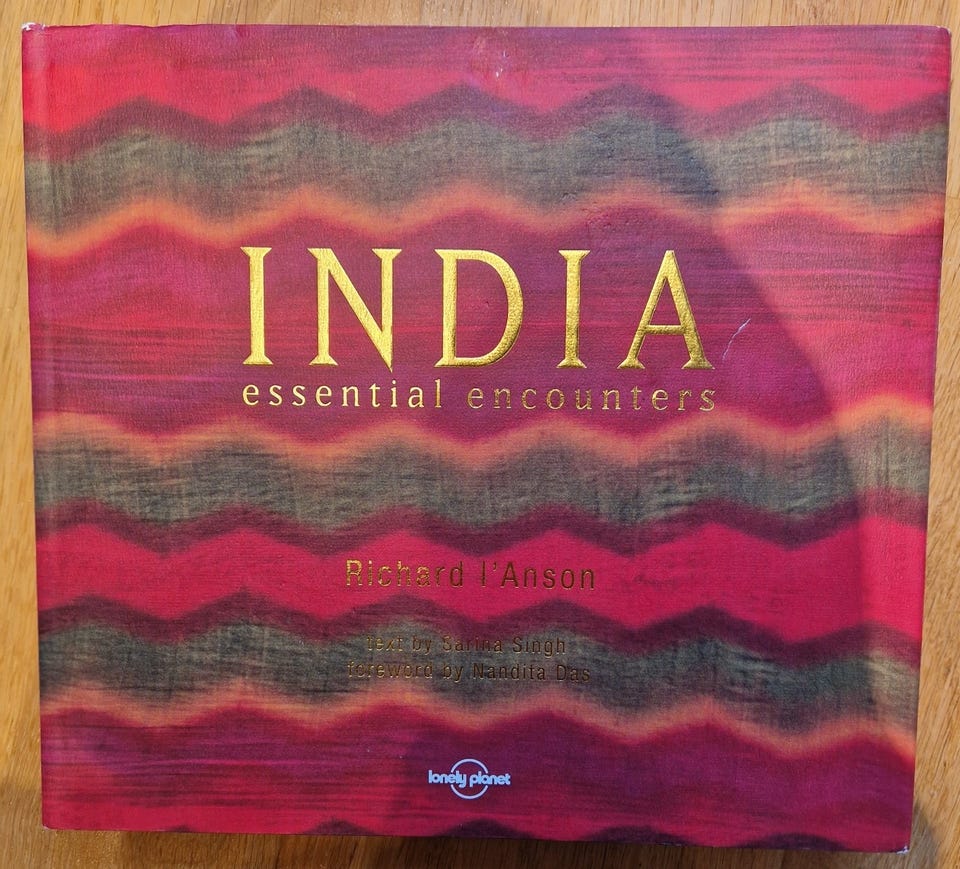 INDIA
essential encounters
Richard I'Anson
text by Sarina Singh
foreword by Nandita Das
lonely planet